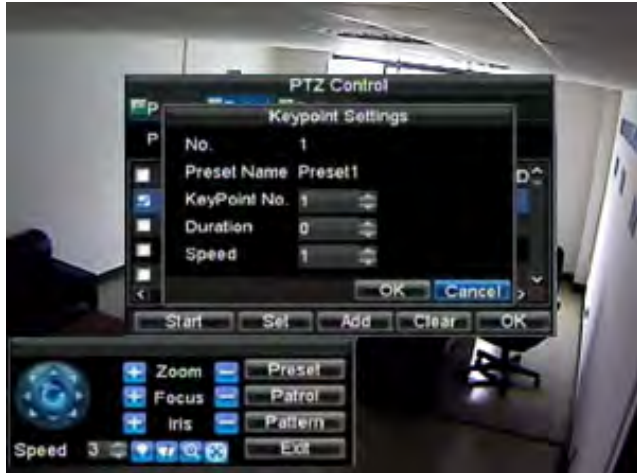 PTZ Control
P
Keypoint Settings
P
No. 1
Preset Name Preset1
D
KeyPoint No. 1
Duration 0
Speed 1
OK Cancel
Start Set Add Clear OK
Zoom Preset
Focus Patrol
Iris Pattern
Speed 3 Exit